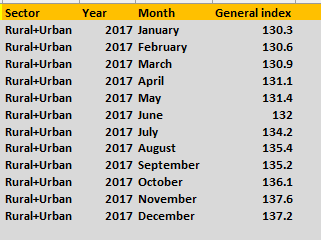 Sector Year Month General index
Rural+Urban 2017 January 130.3
Rural+Urban 2017 February 130.6
Rural+Urban 2017 March 130.9
Rural+Urban 2017 April 131.1
Rural+Urban 2017 May 131.4
Rural+Urban 2017 June 132
Rural+Urban 2017 July 134.2
Rural+Urban 2017 August 135.4
Rural+Urban 2017 September 135.2
Rural+Urban 2017 October 136.1
Rural+Urban 2017 November 137.6
Rural+Urban 2017 December 137.2